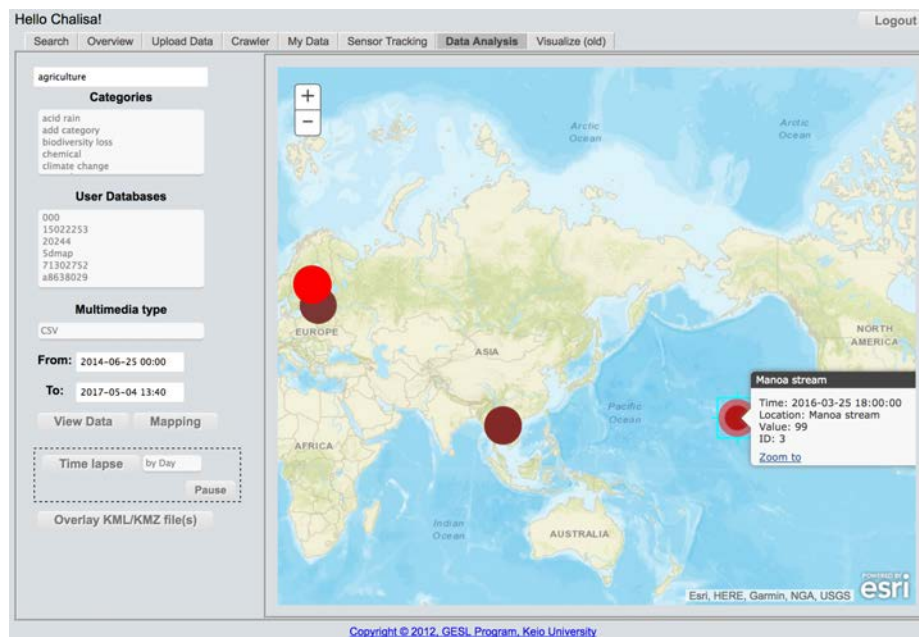 Hello Chalisa!
Logout
Search Overview Upload Data Crawler My Data Sensor Tracking Data Analysis Visualize (old)
agriculture
Categories
acid rain
add category
biodiversity loss
chemical
climate change
User Databases
000
15022253
20244
5dmap
71302752
a8638029
Multimedia type
CSV
From: 2014-06-25 00:00
To: 2017-05-04 13:40
View Data Mapping
Time lapse by Day
Pause
Overlay KML/KMZ file(s)
+
−
Arctic
Ocean
Arctic
Ocean
EUROPE
ASIA
NORTH
AMERICA
Pacific
Ocean
AFRICA
Indian
Ocean
AUSTRALIA
Manoa stream
Time: 2016-03-25 18:00:00
Location: Manoa stream
Value: 99
ID: 3
Zoom to
Esri, HERE, Garmin, NGA, USGS
POWERED BY
esri
Copyright © 2012, GESL Program, Keio University